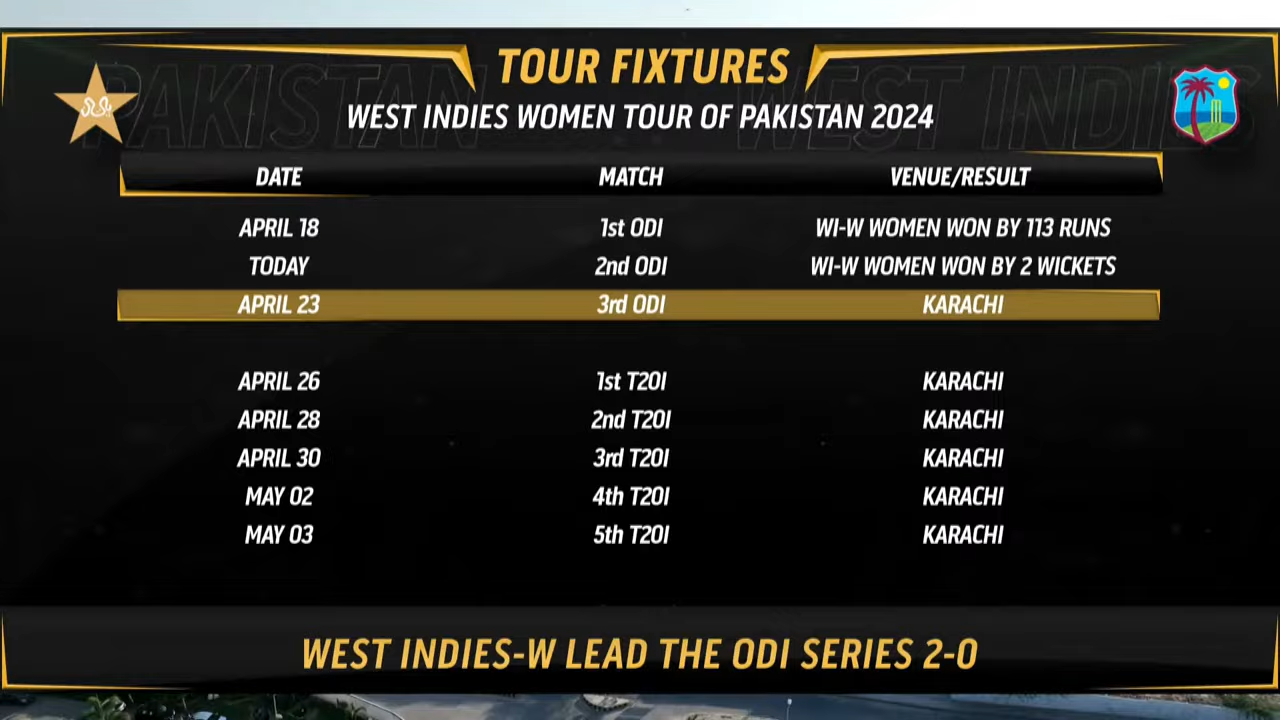 TOUR FIXTURES
WEST INDIES WOMEN TOUR OF PAKISTAN 2024
PAKISTAN WEST INDIES
DATE MATCH VENUE/RESULT
APRIL 18 1st ODI WI-W WOMEN WON BY 113 RUNS
TODAY 2nd ODI WI-W WOMEN WON BY 2 WICKETS
APRIL 23 3rd ODI KARACHI
APRIL 26 1st T20I KARACHI
APRIL 28 2nd T20I KARACHI
APRIL 30 3rd T20I KARACHI
MAY 02 4th T20I KARACHI
MAY 03 5th T20I KARACHI
WEST INDIES-W LEAD THE ODI SERIES 2-0